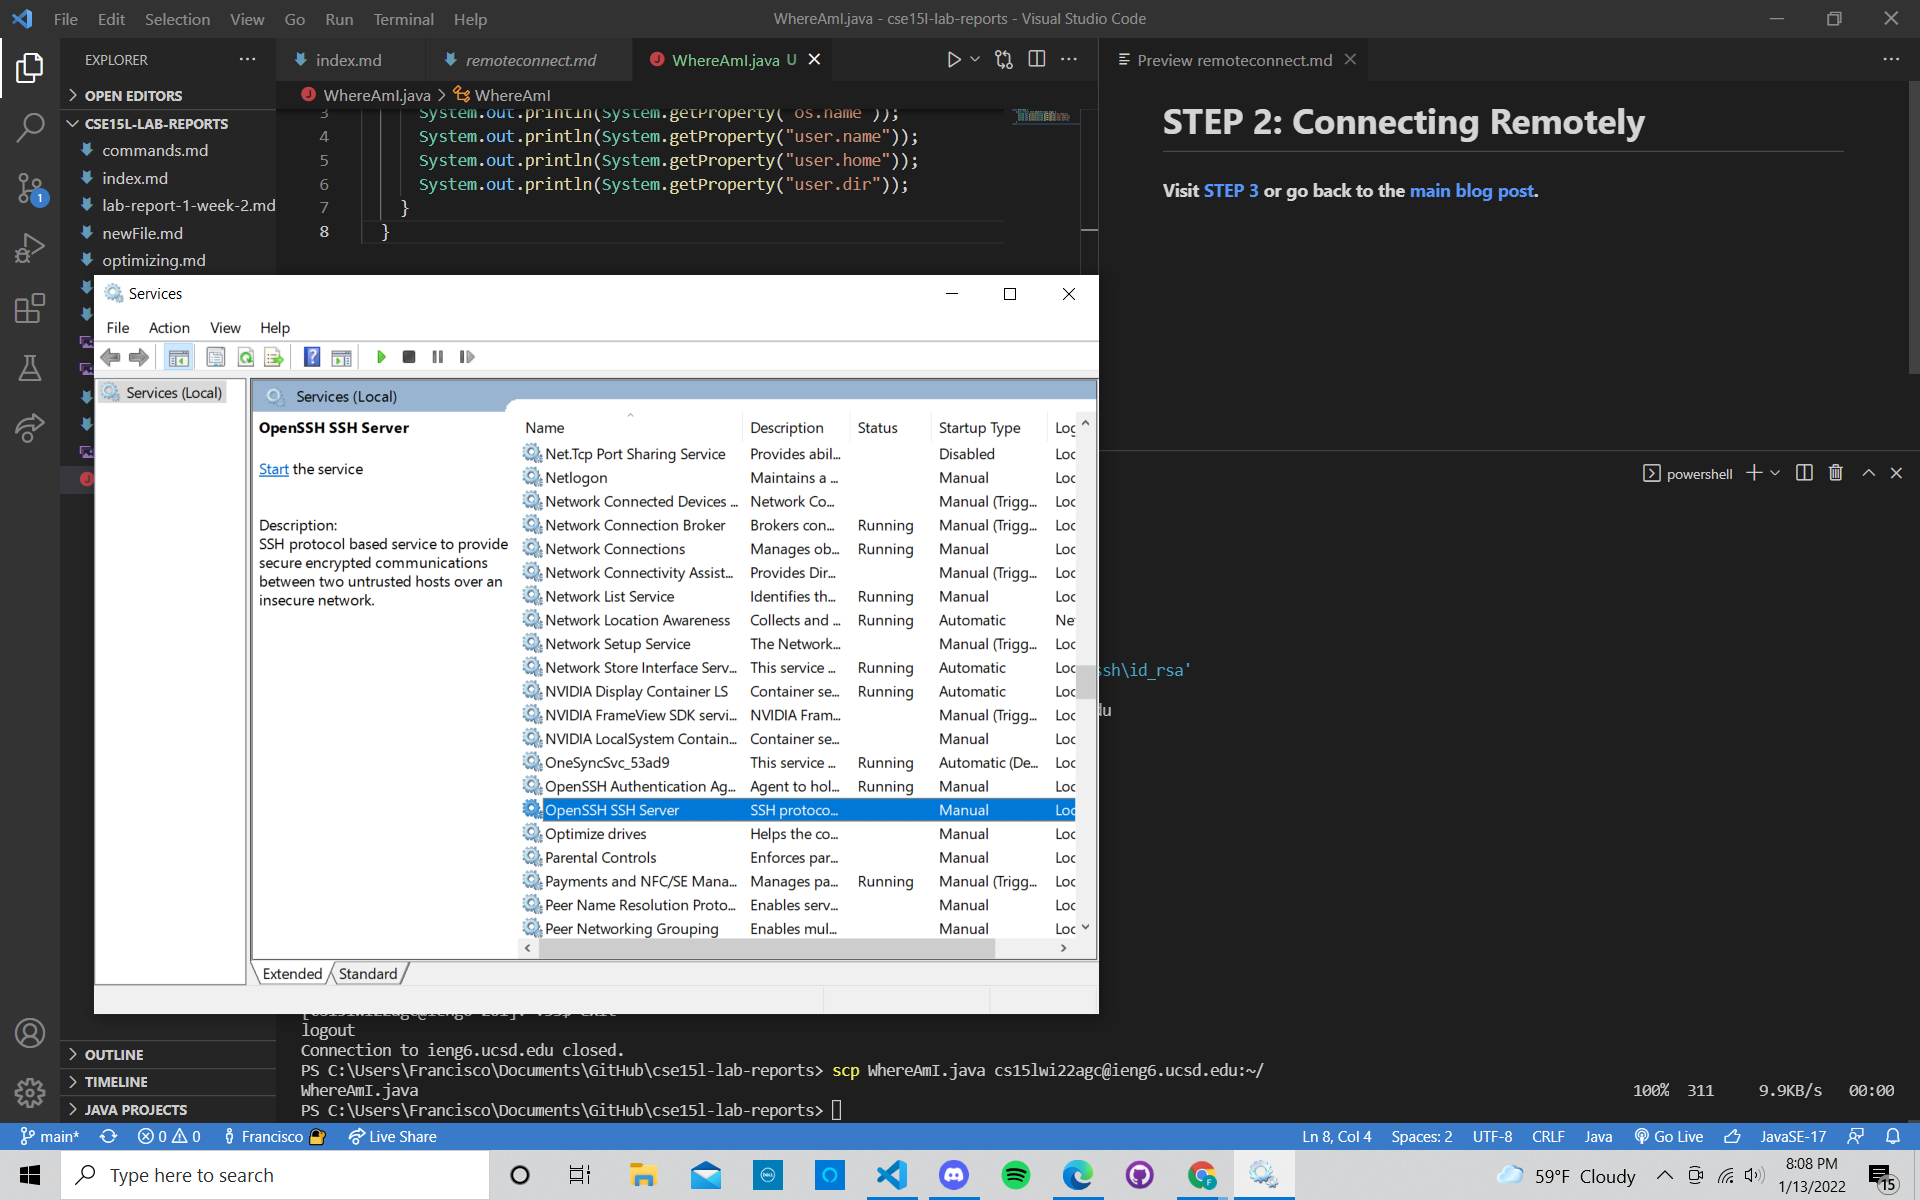 File Edit Selection View Go Run Terminal Help
WhereAmI.java - cse15l-lab-reports - Visual Studio Code
EXPLORER
OPEN EDITORS
CSE15L-LAB-REPORTS
commands.md
index.md
lab-report-1-week-2.md
newFile.md
optimizing.md
OUTLINE
TIMELINE
JAVA PROJECTS
index.md
remoteconnect.md
WhereAmI.java U
WhereAmI.java > WhereAmI
3 System.out.println(System.getProperty("os.name"));
4 System.out.println(System.getProperty("user.name"));
5 System.out.println(System.getProperty("user.home"));
6 System.out.println(System.getProperty("user.dir"));
7 }
8 }
Preview remoteconnect.md
STEP 2: Connecting Remotely
Visit STEP 3 or go back to the main blog post.
Services
File Action View Help
Services (Local)
Services (Local)
OpenSSH SSH Server
Start the service
Description:
SSH protocol based service to provide
secure encrypted communications
between two untrusted hosts over an
insecure network.
Name Description Status Startup Type Log
Net.Tcp Port Sharing Service Provides abil... Disabled Loc
Netlogon Maintains a ... Manual Loc
Network Connected Devices ... Network Co... Manual (Trigg... Loc
Network Connection Broker Brokers con... Running Manual (Trigg... Loc
Network Connections Manages ob... Running Manual Loc
Network Connectivity Assist... Provides Dir... Manual (Trigg... Loc
Network List Service Identifies th... Running Manual Loc
Network Location Awareness Collects and ... Running Automatic Ne
Network Setup Service The Network... Manual (Trigg... Loc
Network Store Interface Serv... This service ... Running Automatic Loc
NVIDIA Display Container LS Container se... Running Automatic Loc
NVIDIA FrameView SDK servi... NVIDIA Fram... Manual (Trigg... Loc
NVIDIA LocalSystem Contain... Container se... Manual Loc
OneSyncSvc_53ad9 This service ... Running Automatic (De... Loc
OpenSSH Authentication Ag... Agent to hol... Running Manual Loc
OpenSSH SSH Server SSH protoco... Manual Loc
Optimize drives Helps the co... Manual Loc
Parental Controls Enforces par... Manual Loc
Payments and NFC/SE Mana... Manages pa... Running Manual (Trigg... Loc
Peer Name Resolution Proto... Enables serv... Manual Loc
Peer Networking Grouping Enables mul... Manual Loc
Extended Standard
powershell
ssh\id_rsa'
du
logout
Connection to ieng6.ucsd.edu closed.
PS C:\Users\Francisco\Documents\GitHub\cse15l-lab-reports> scp WhereAmI.java cs15lwi22agc@ieng6.ucsd.edu:~/
WhereAmI.java 100% 311 9.9KB/s 00:00
PS C:\Users\Francisco\Documents\GitHub\cse15l-lab-reports>
1
main* 0 0 Francisco Live Share
Ln 8, Col 4 Spaces: 2 UTF-8 CRLF Java Go Live JavaSE-17
Type here to search
DELL
59°F Cloudy
8:08 PM
1/13/2022
15